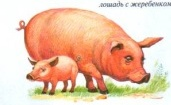 лошадь с жеребенком